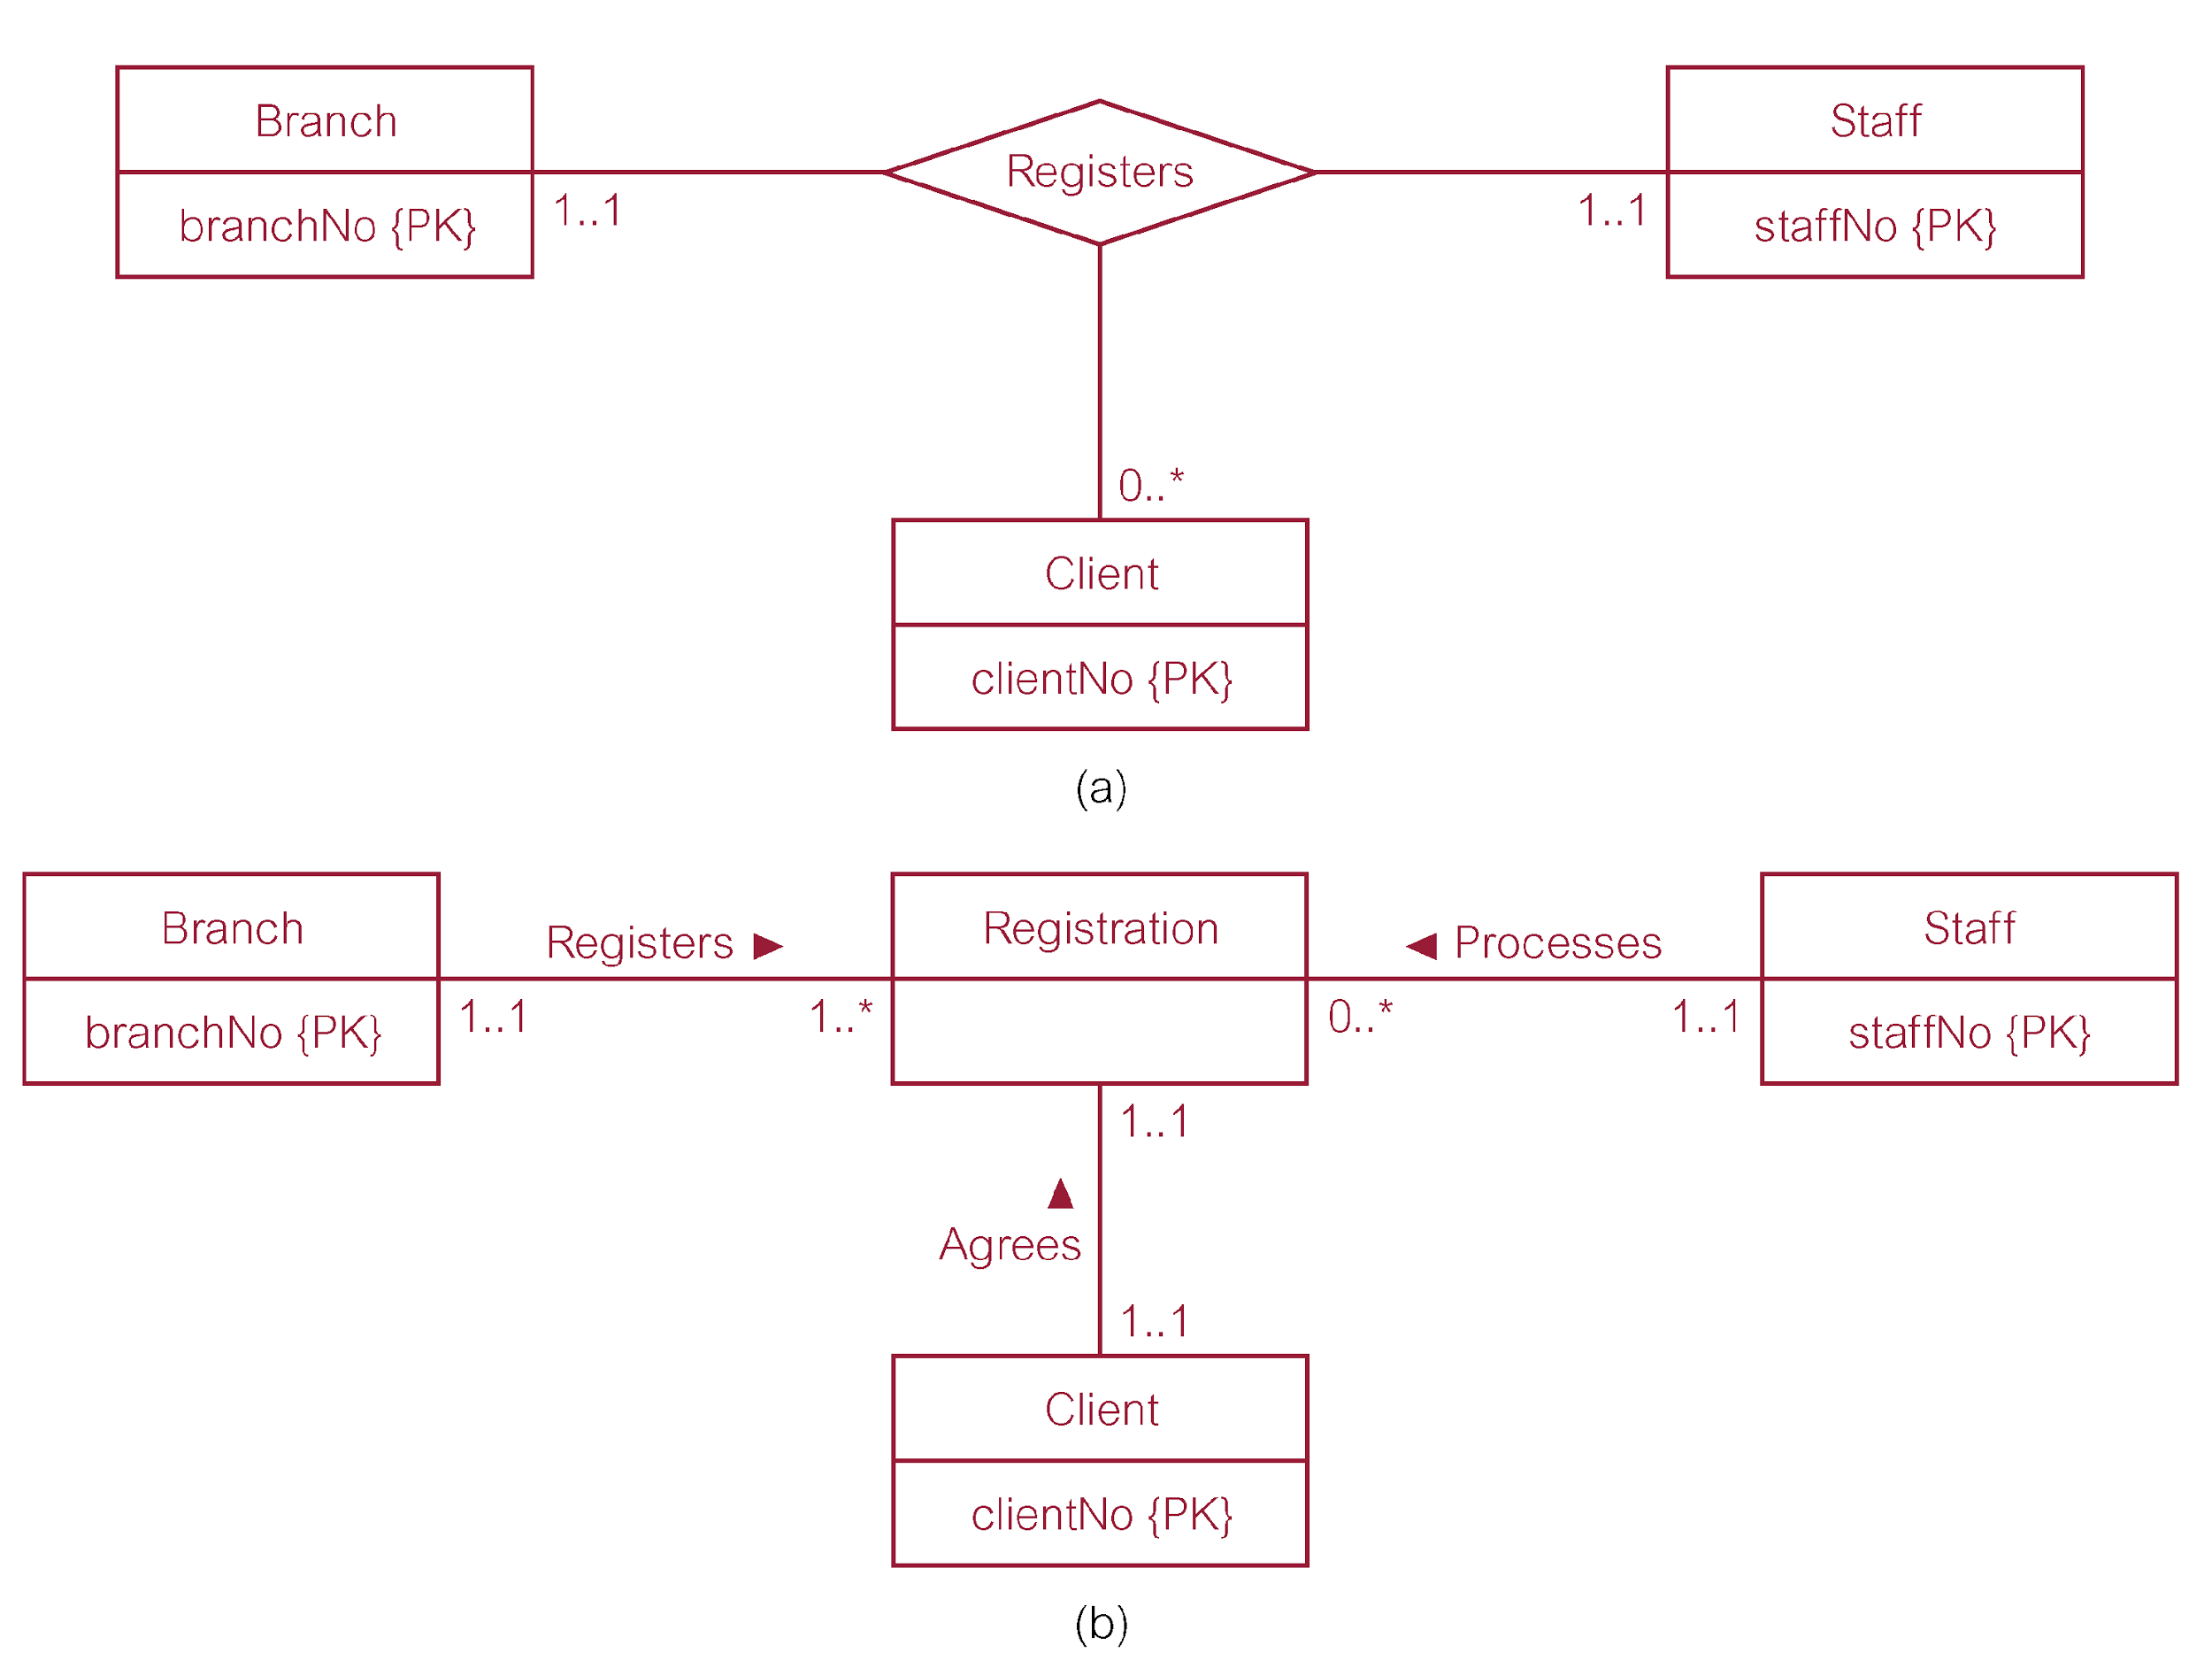 Branch
Registers
Staff
branchNo {PK}
1..1
1..1
staffNo {PK}
0..*
Client
clientNo {PK}
(a)
Branch
Registers ►
Registration
◄ Processes
Staff
branchNo {PK}
1..1
1..*
0..*
1..1
staffNo {PK}
1..1
▲
Agrees
1..1
Client
clientNo {PK}
(b)